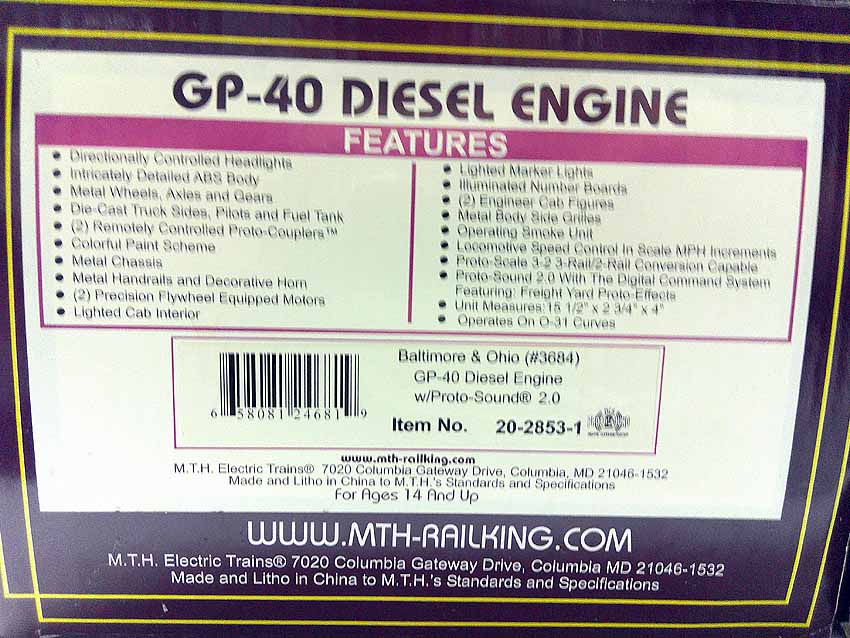 GP-40 DIESEL ENGINE
FEATURES
• Directionally Controlled Headlights
• Intricately Detailed ABS Body
• Metal Wheels, Axles and Gears
• Die-Cast Truck Sides, Pilots and Fuel Tank
• (2) Remotely Controlled Proto-Couplers™
• Colorful Paint Scheme
• Metal Chassis
• Metal Handrails and Decorative Horn
• (2) Precision Flywheel Equipped Motors
• Lighted Cab Interior
• Lighted Marker Lights
• Illuminated Number Boards
• (2) Engineer Cab Figures
• Metal Body Side Grilles
• Operating Smoke Unit
• Locomotive Speed Control In Scale MPH Increments
• Proto-Scale 3-2 3-Rail/2-Rail Conversion Capable
• Proto-Sound 2.0 With The Digital Command System
Featuring: Freight Yard Proto-Effects
• Unit Measures: 15 1/2" x 2 3/4" x 4"
• Operates On O-31 Curves
6 58081 24681 9
Baltimore & Ohio (#3684)
GP-40 Diesel Engine
w/Proto-Sound® 2.0
Item No. 20-2853-1
www.mth-railking.com
M.T.H. Electric Trains® 7020 Columbia Gateway Drive, Columbia, MD 21046-1532
Made and Litho in China to M.T.H.'s Standards and Specifications
For Ages 14 And Up
WWW.MTH-RAILKING.COM
M.T.H. Electric Trains® 7020 Columbia Gateway Drive, Columbia MD 21046-1532
Made and Litho in China to M.T.H.'s Standards and Specifications